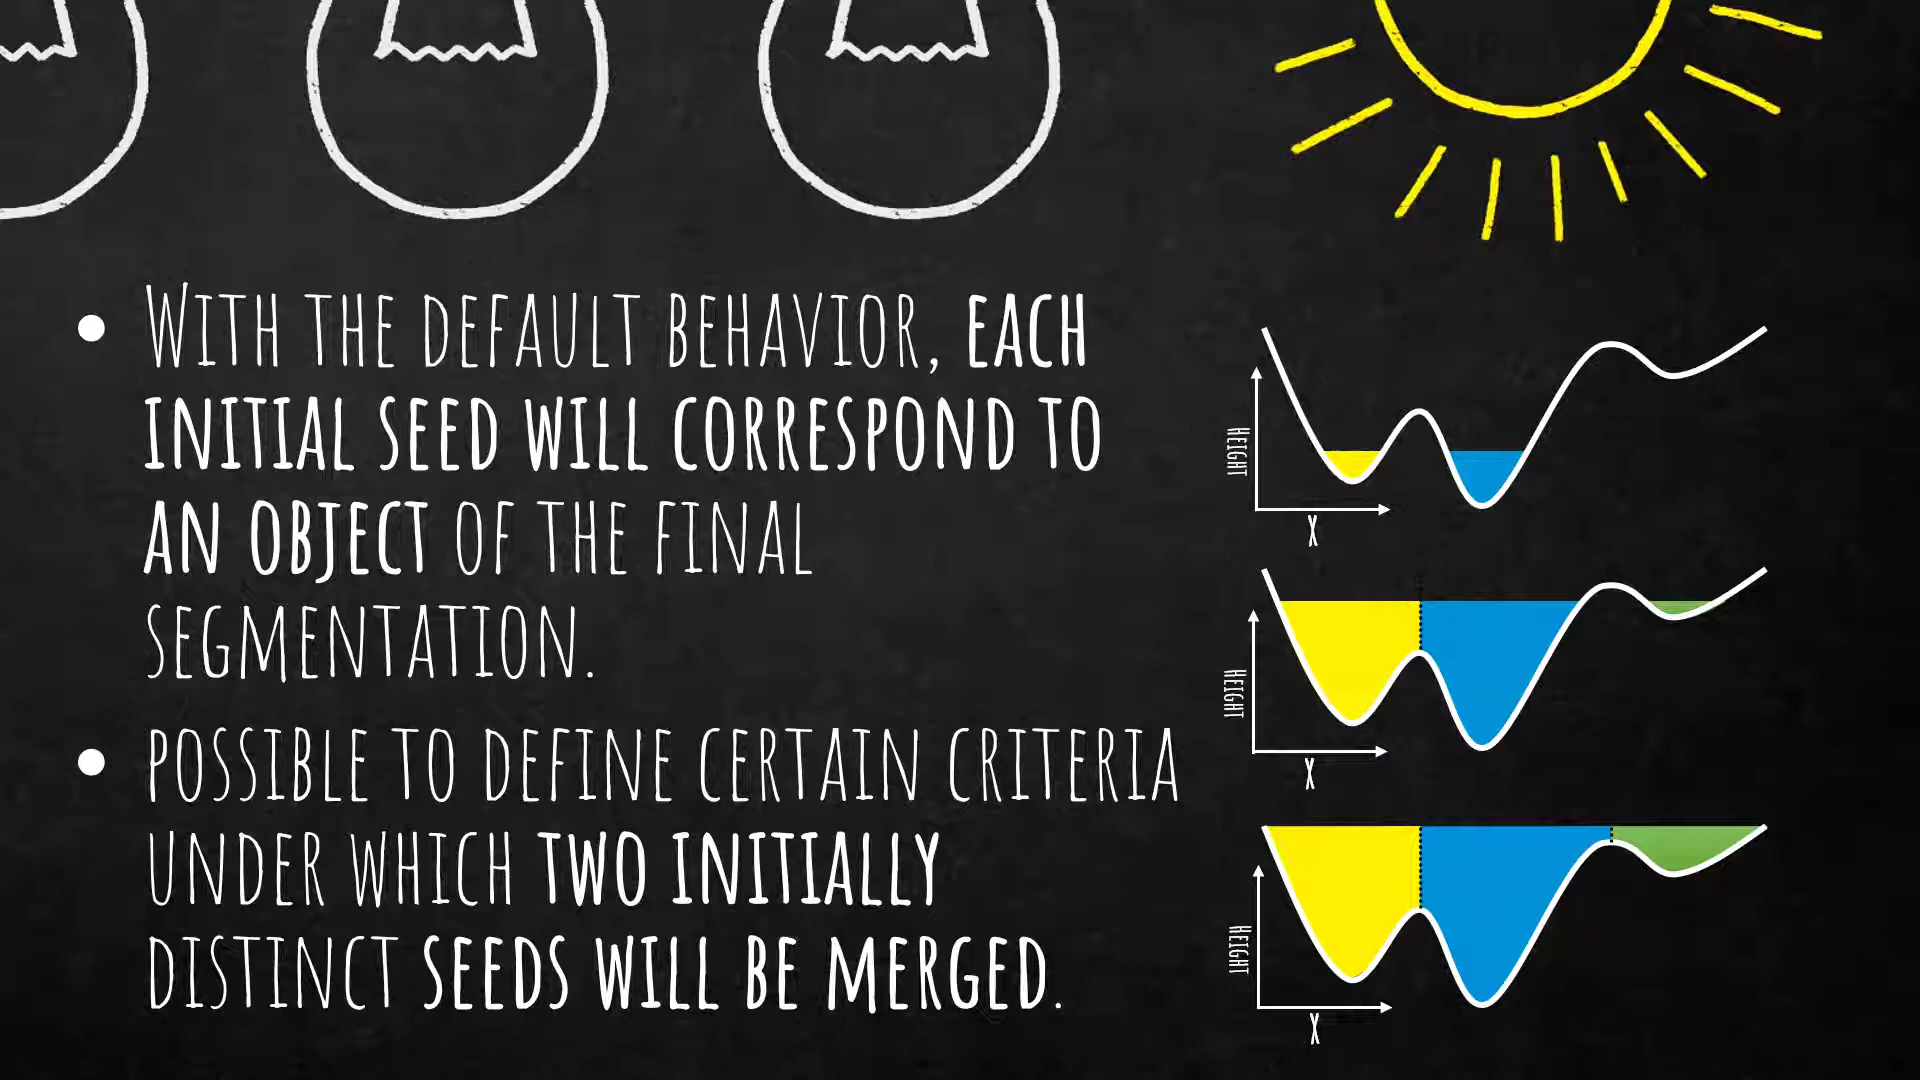 • With the default behavior, each
initial seed will correspond to
an object of the final
segmentation.
• possible to define certain criteria
under which two initially
distinct seeds will be merged.
Height
X
Height
X
Height
X